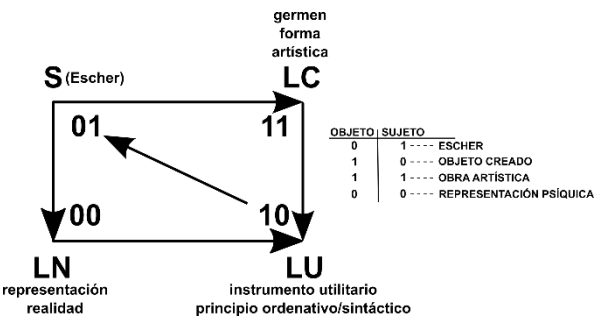 germen
forma
artística
S (Escher)
LC
01
11
OBJETO SUJETO
0 1 ---- ESCHER
1 0 ---- OBJETO CREADO
1 1 ---- OBRA ARTÍSTICA
0 0 ---- REPRESENTACIÓN PSÍQUICA
00
10
LN
LU
representación
realidad
instrumento utilitario
principio ordenativo/sintáctico